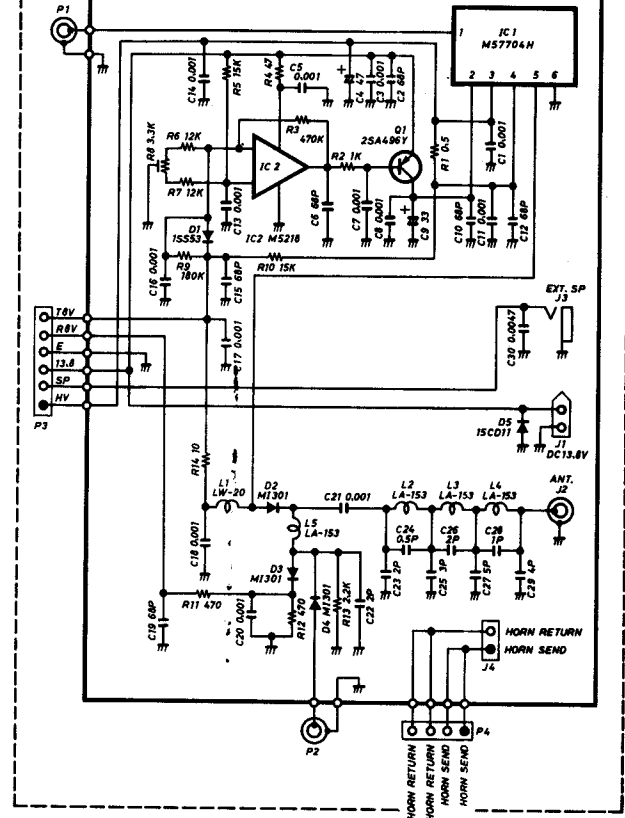 P1
IC 1
M57704H
1
2 3 4 5 6
C14 0.001
R5 15K
R4 47
C5
0.001
C4 47
C3 0.001
C2 68P
R3
470K
Q1
2SA496Y
R1 0.5
C1 0.001
R8 3.3K
R6 12K
R7 12K
IC 2
R2 1K
C13 0.001
IC2 M5218
C6 68P
C7 0.001
C8 0.001
C9 33
C10 68P
C11 0.001
C12 68P
D1
1SS53
C16 0.001
R9
180K
C15 68P
R10 15K
T8V
R8V
E
13.8
SP
HV
P3
C17 0.001
EXT. SP
J3
C30 0.0047
D5
15CD11
J1
DC13.8V
R14 10
L1
LW-20
D2
MI301
C21 0.001
L2
LA-153
L3
LA-153
L4
LA-153
ANT.
J2
L5
LA-153
C24
0.5P
C26
2P
C28
1P
C18 0.001
D3
MI301
C23 2P
C25 3P
C27 5P
C29 4P
C19 68P
R11 470
C20 0.001
R12 470
D4 MI301
R13 2.2K
C22 2P
HORN RETURN
HORN SEND
J4
P2
P4
HORN RETURN
HORN RETURN
HORN SEND
HORN SEND